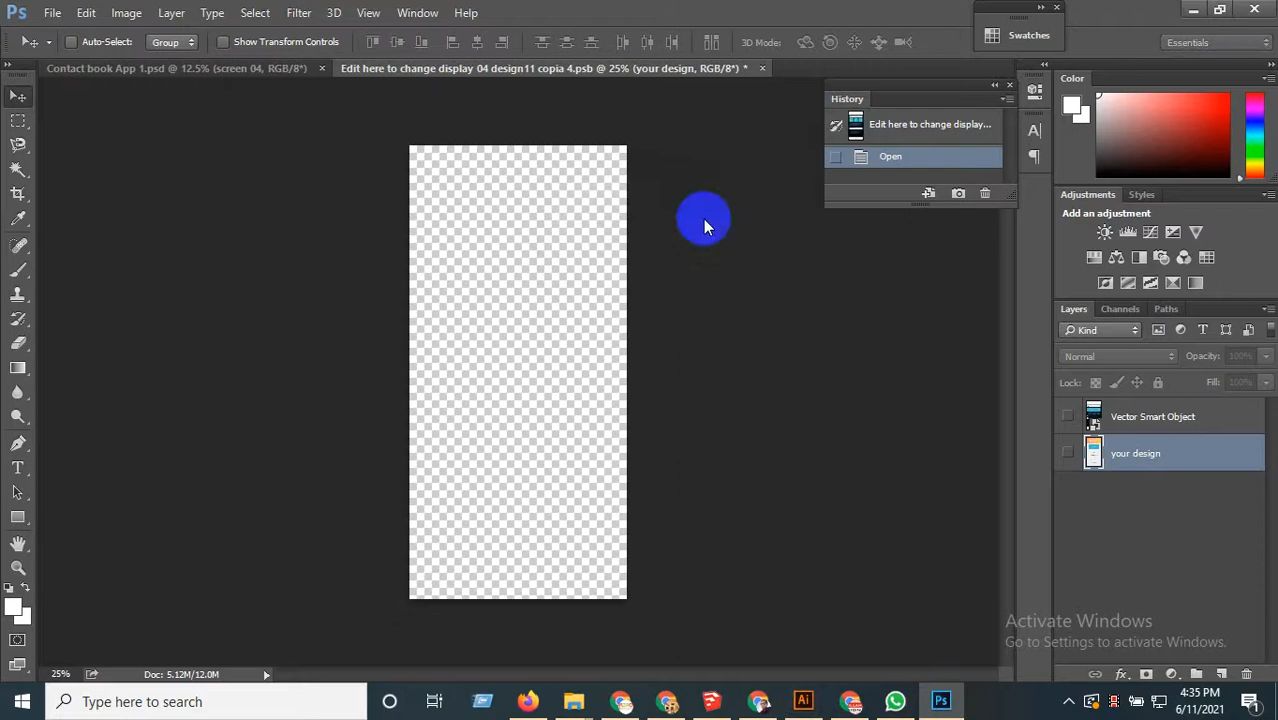 Ps File Edit Image Layer Type Select Filter 3D View Window Help
Swatches
Auto-Select: Group Show Transform Controls 3D Mode: Essentials
Contact book App 1.psd @ 12.5% (screen 04, RGB/8*) × Edit here to change display 04 design11 copia 4.psb @ 25% (your design, RGB/8*) * ×
Color
History
Edit here to change display...
Open
Adjustments Styles
Add an adjustment
Layers Channels Paths
Kind
Normal Opacity: 100%
Lock: Fill: 100%
Vector Smart Object
your design
Activate Windows
Go to Settings to activate Windows.
25% Doc: 5.12M/12.0M
Type here to search
Ai
Ps
4:35 PM
6/11/2021